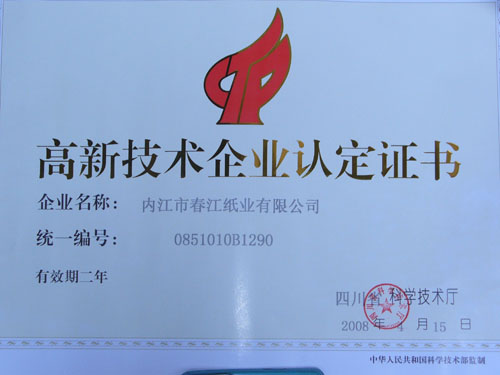 高新技术企业认定证书
企业名称: 内江市春江纸业有限公司
统一编号: 0851010B1290
有效期二年
四川省科学技术厅
2008年4月15日
中华人民共和国科学技术部监制